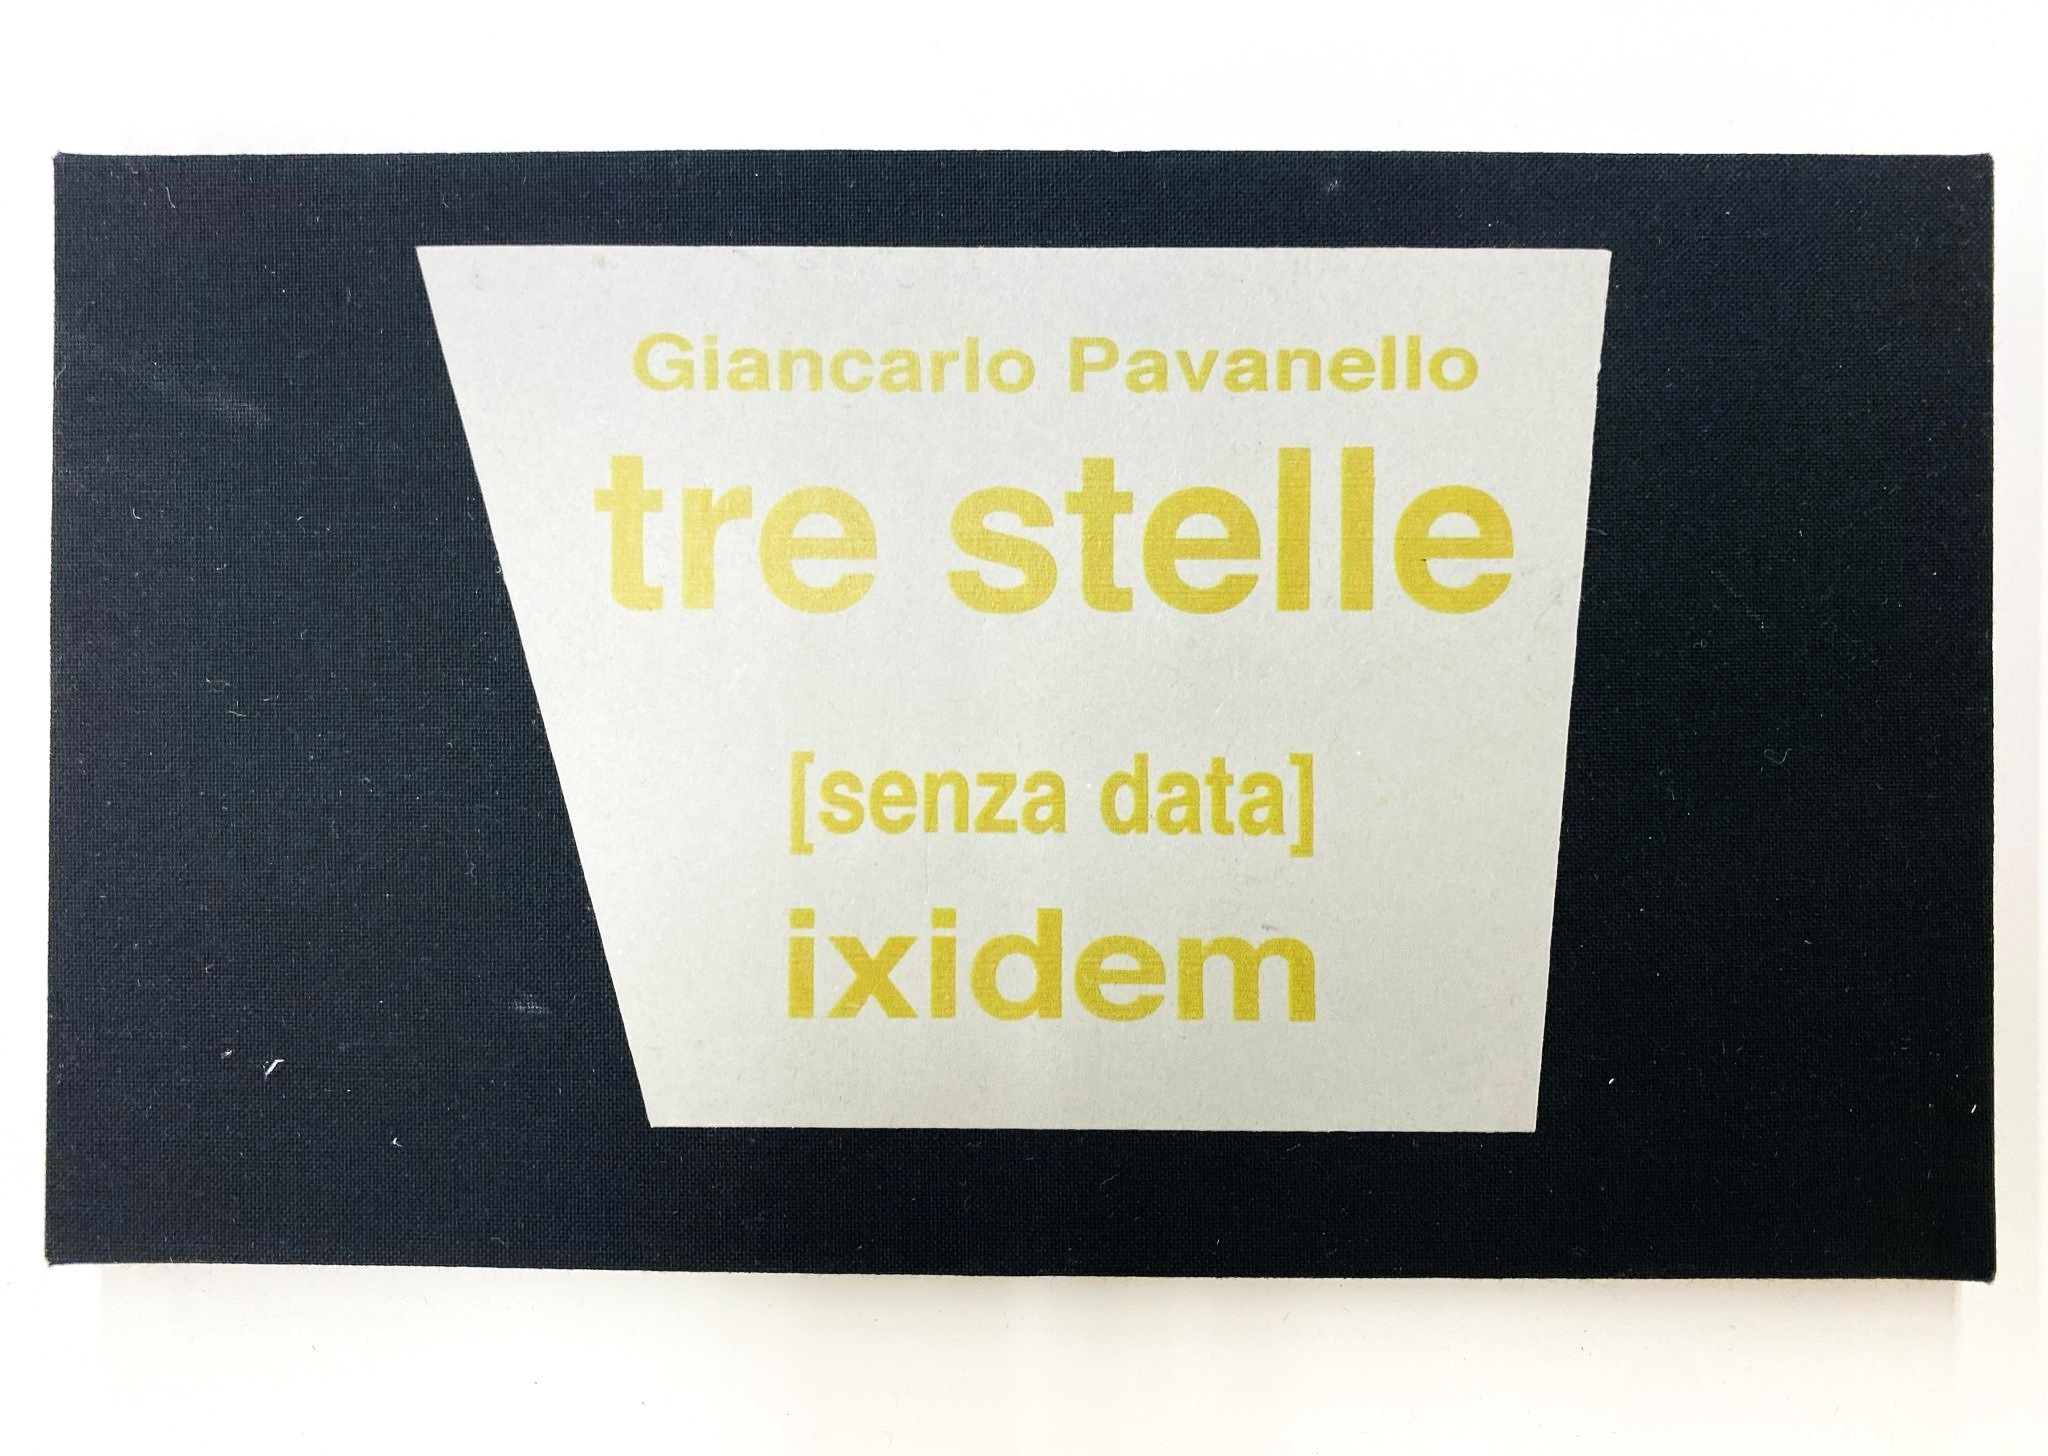 Giancarlo Pavanello
tre stelle
[senza data]
ixidem